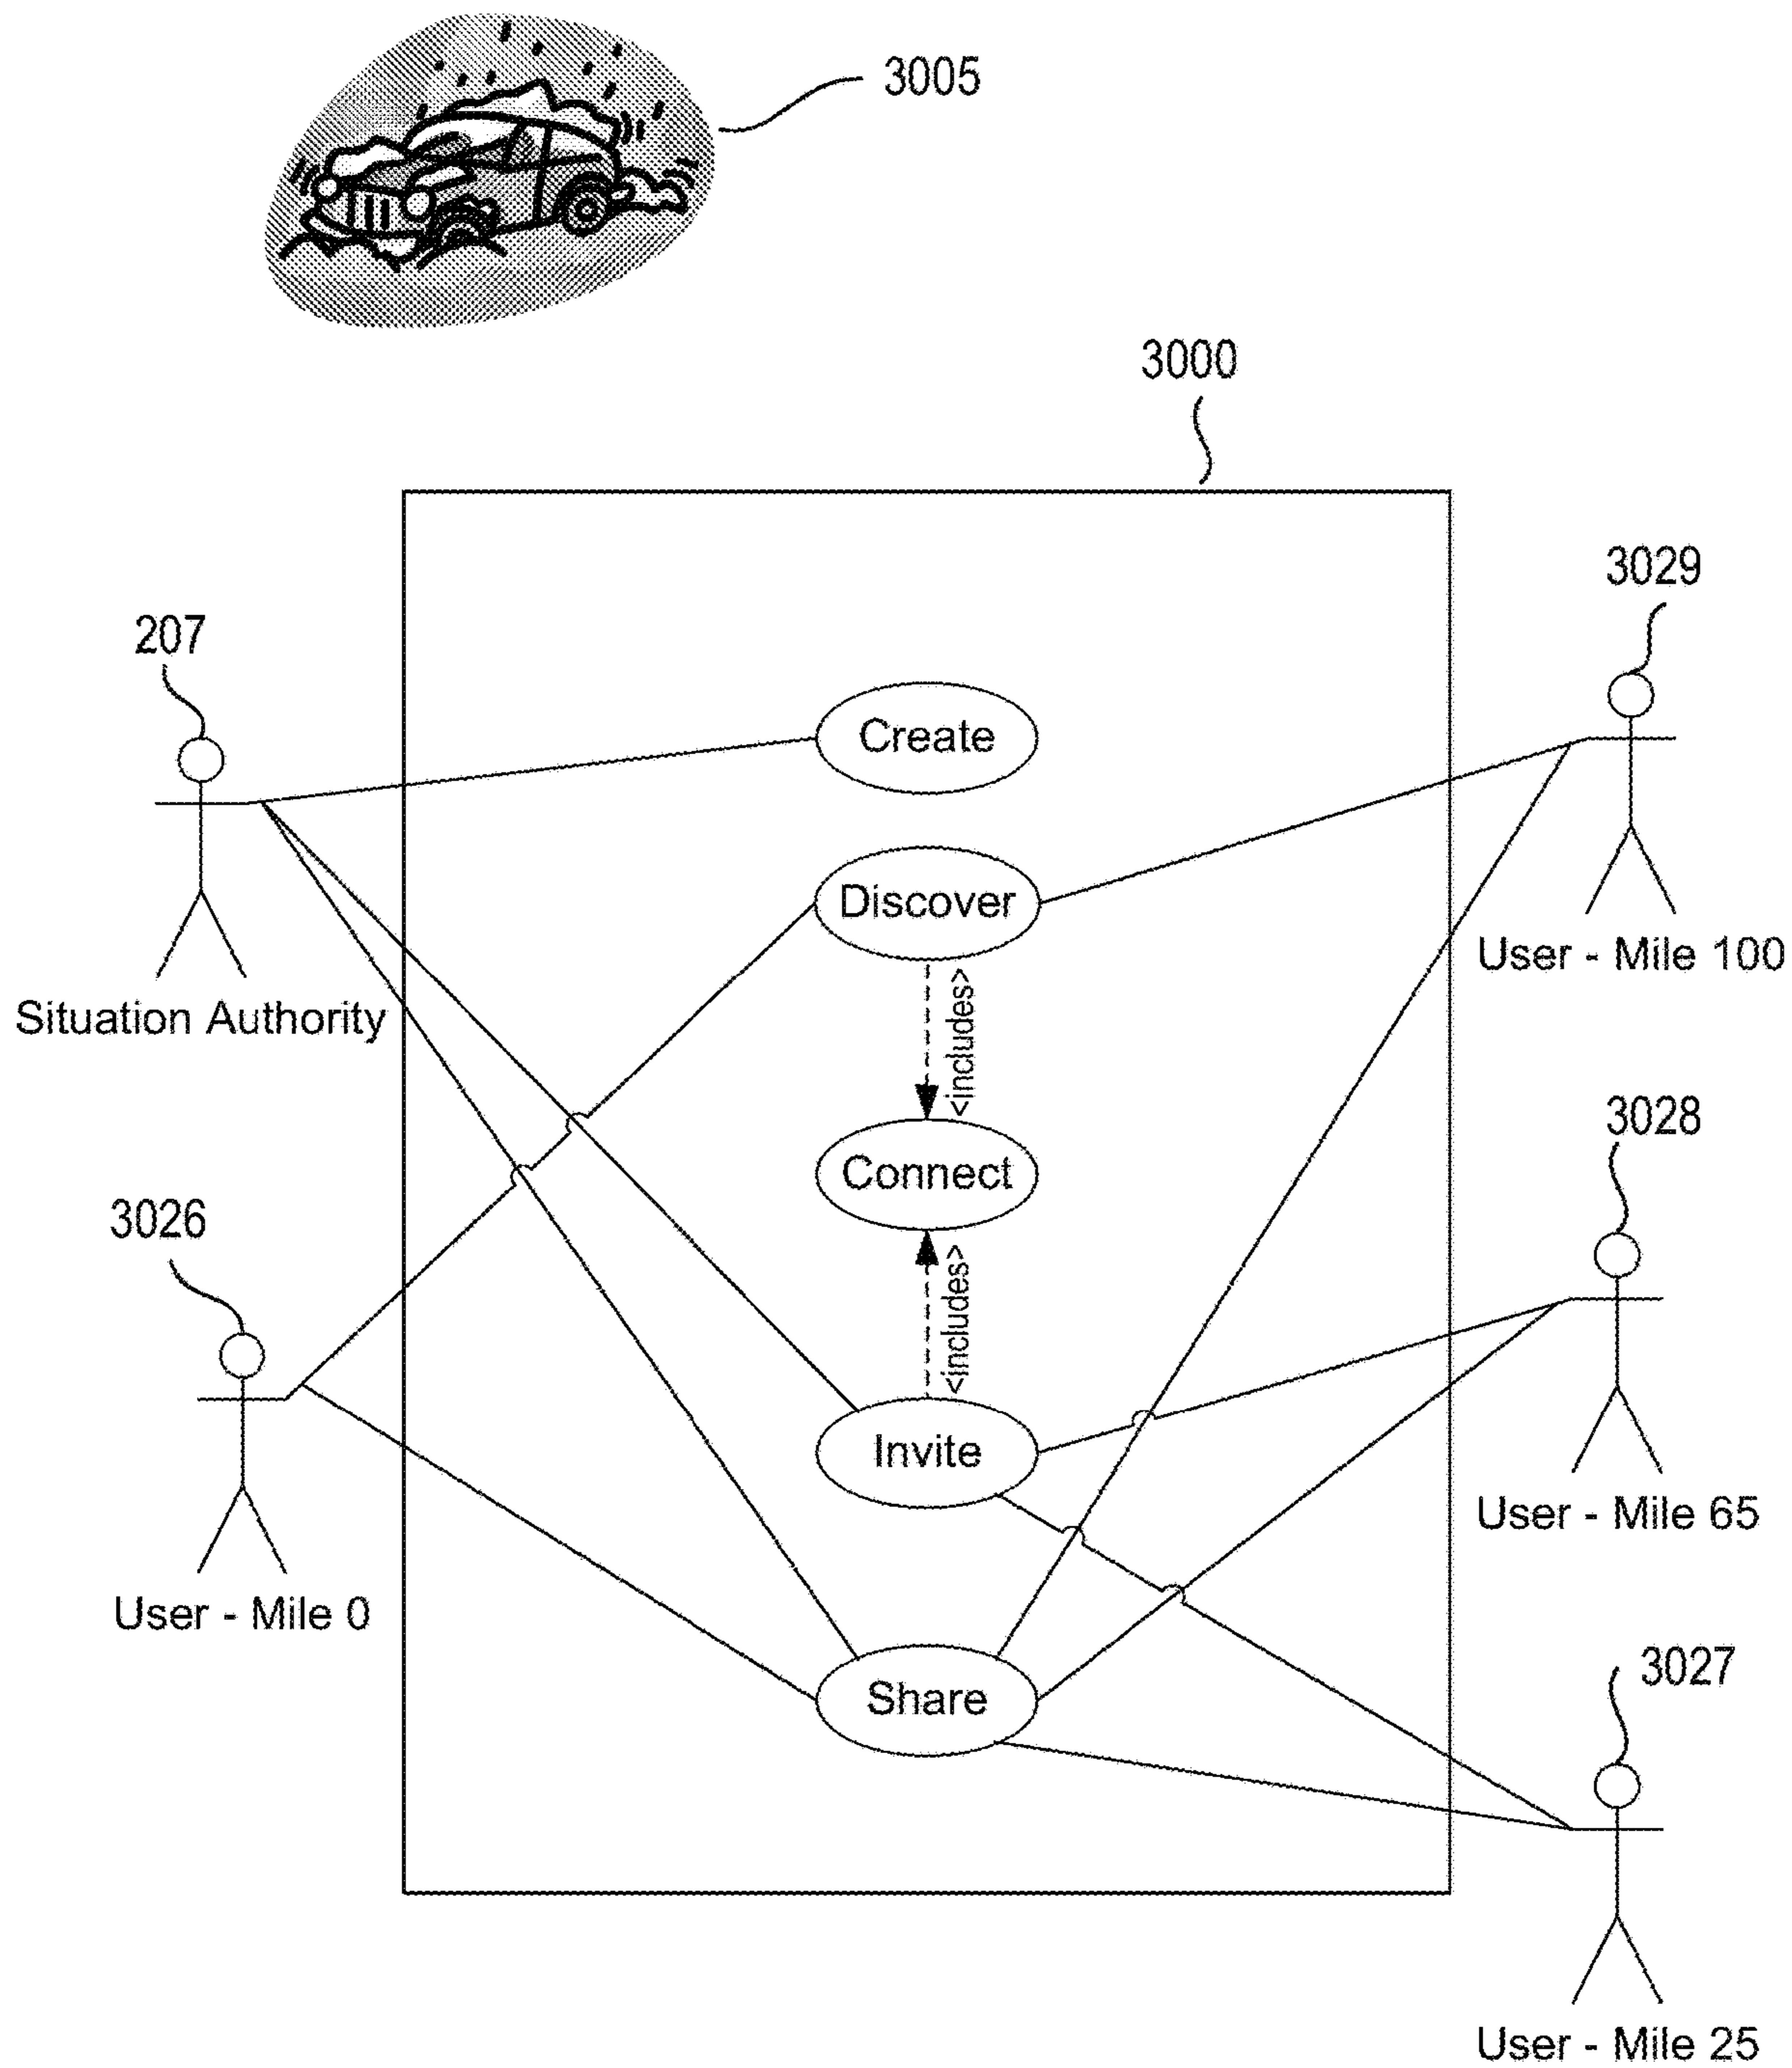 3005
3000
3029
207
Create
Discover
User - Mile 100
Situation Authority
<includes>
3028
Connect
3026
<includes>
Invite
User - Mile 65
User - Mile 0
3027
Share
User - Mile 25